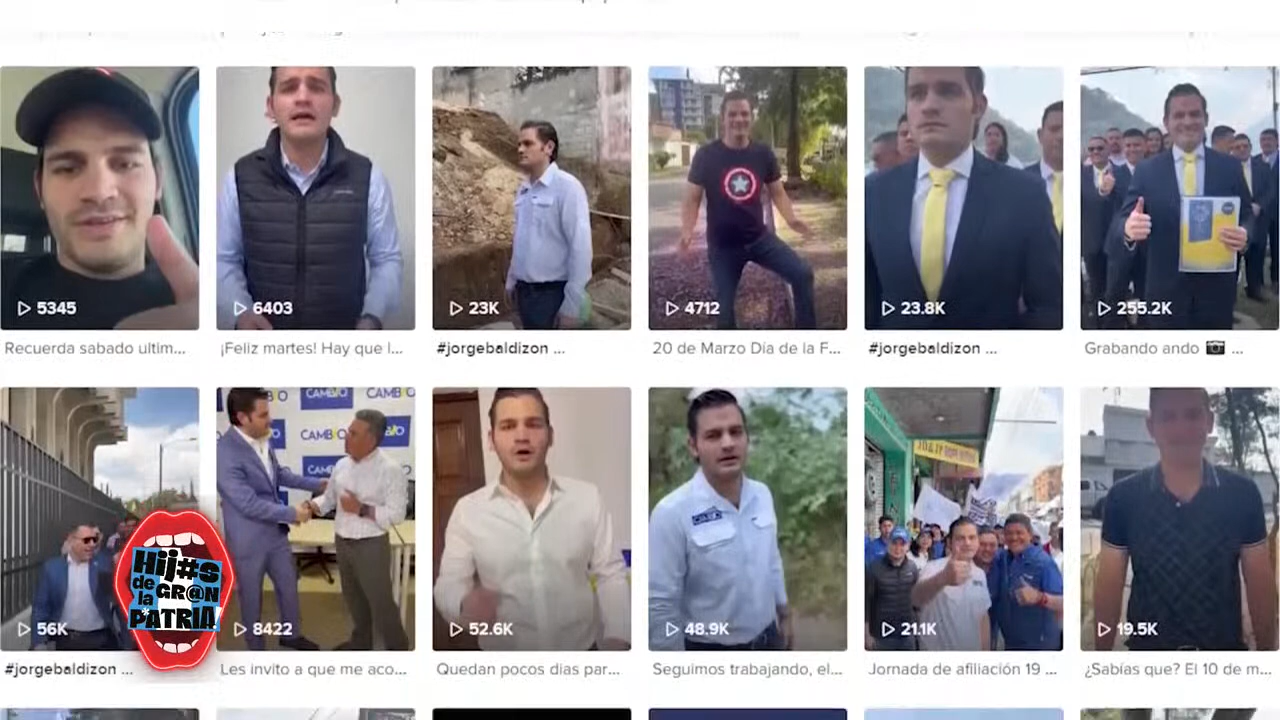 5345
6403
23K
4712
23.8K
255.2K
Recuerda sabado ultim...
¡Feliz martes! Hay que l...
#jorgebaldizon ...
20 de Marzo Día de la F...
#jorgebaldizon ...
Grabando ando ...
CAMBIO
CAMBIO
CAMBIO
Hij#s
de GR@N
la
PATRIA
56K
8422
52.6K
48.9K
21.1K
19.5K
#jorgebaldizon ...
Les invito a que me aco...
Quedan pocos dias par...
Seguimos trabajando, el...
Jornada de afiliación 19 ...
¿Sabías que? El 10 de m...